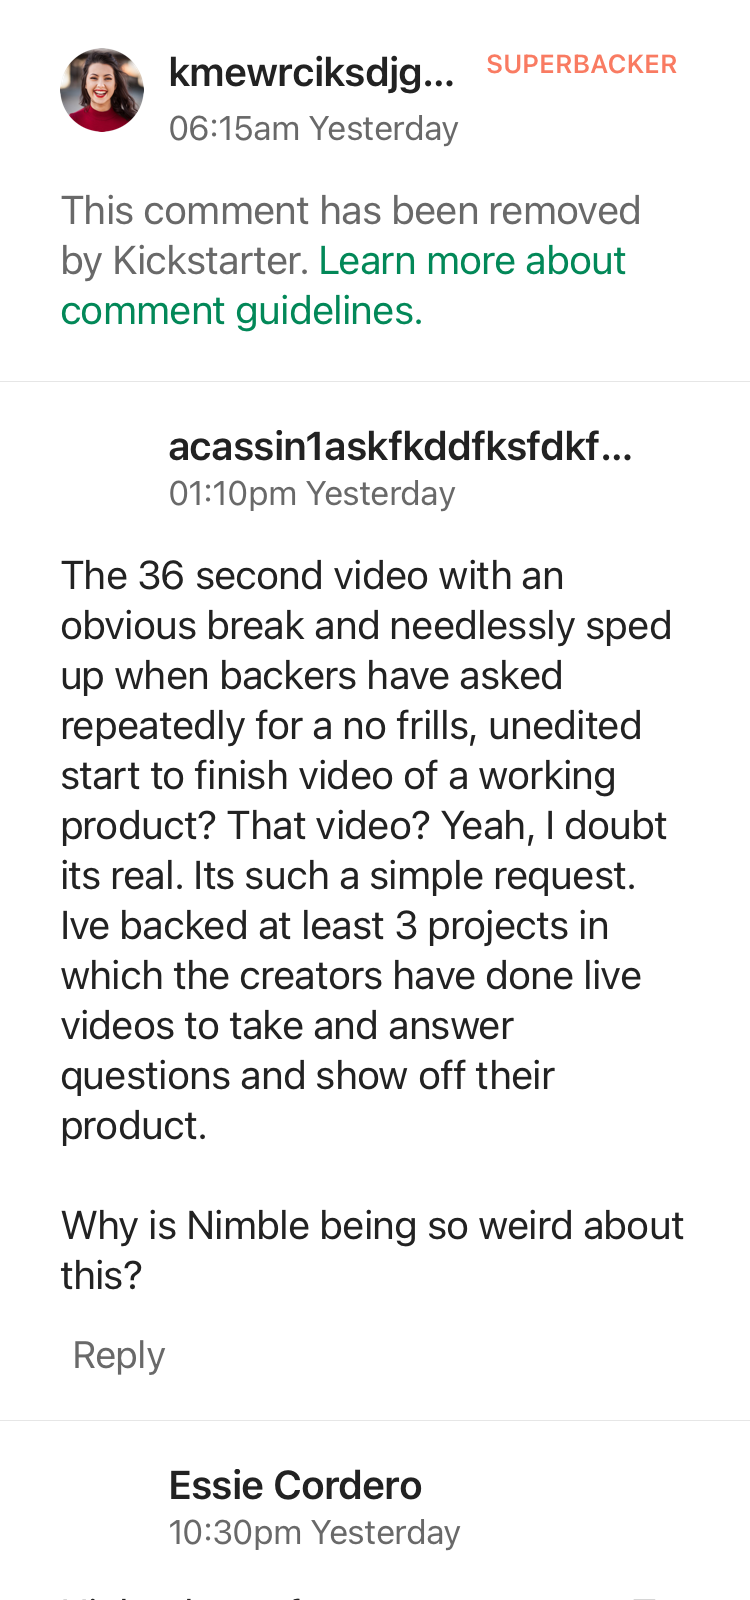 kmewrciksdjg...
SUPERBACKER
06:15am Yesterday
This comment has been removed
by Kickstarter. Learn more about
comment guidelines.
acassin1askfkddfksfdkf...
01:10pm Yesterday
The 36 second video with an
obvious break and needlessly sped
up when backers have asked
repeatedly for a no frills, unedited
start to finish video of a working
product? That video? Yeah, I doubt
its real. Its such a simple request.
Ive backed at least 3 projects in
which the creators have done live
videos to take and answer
questions and show off their
product.
Why is Nimble being so weird about
this?
Reply
Essie Cordero
10:30pm Yesterday